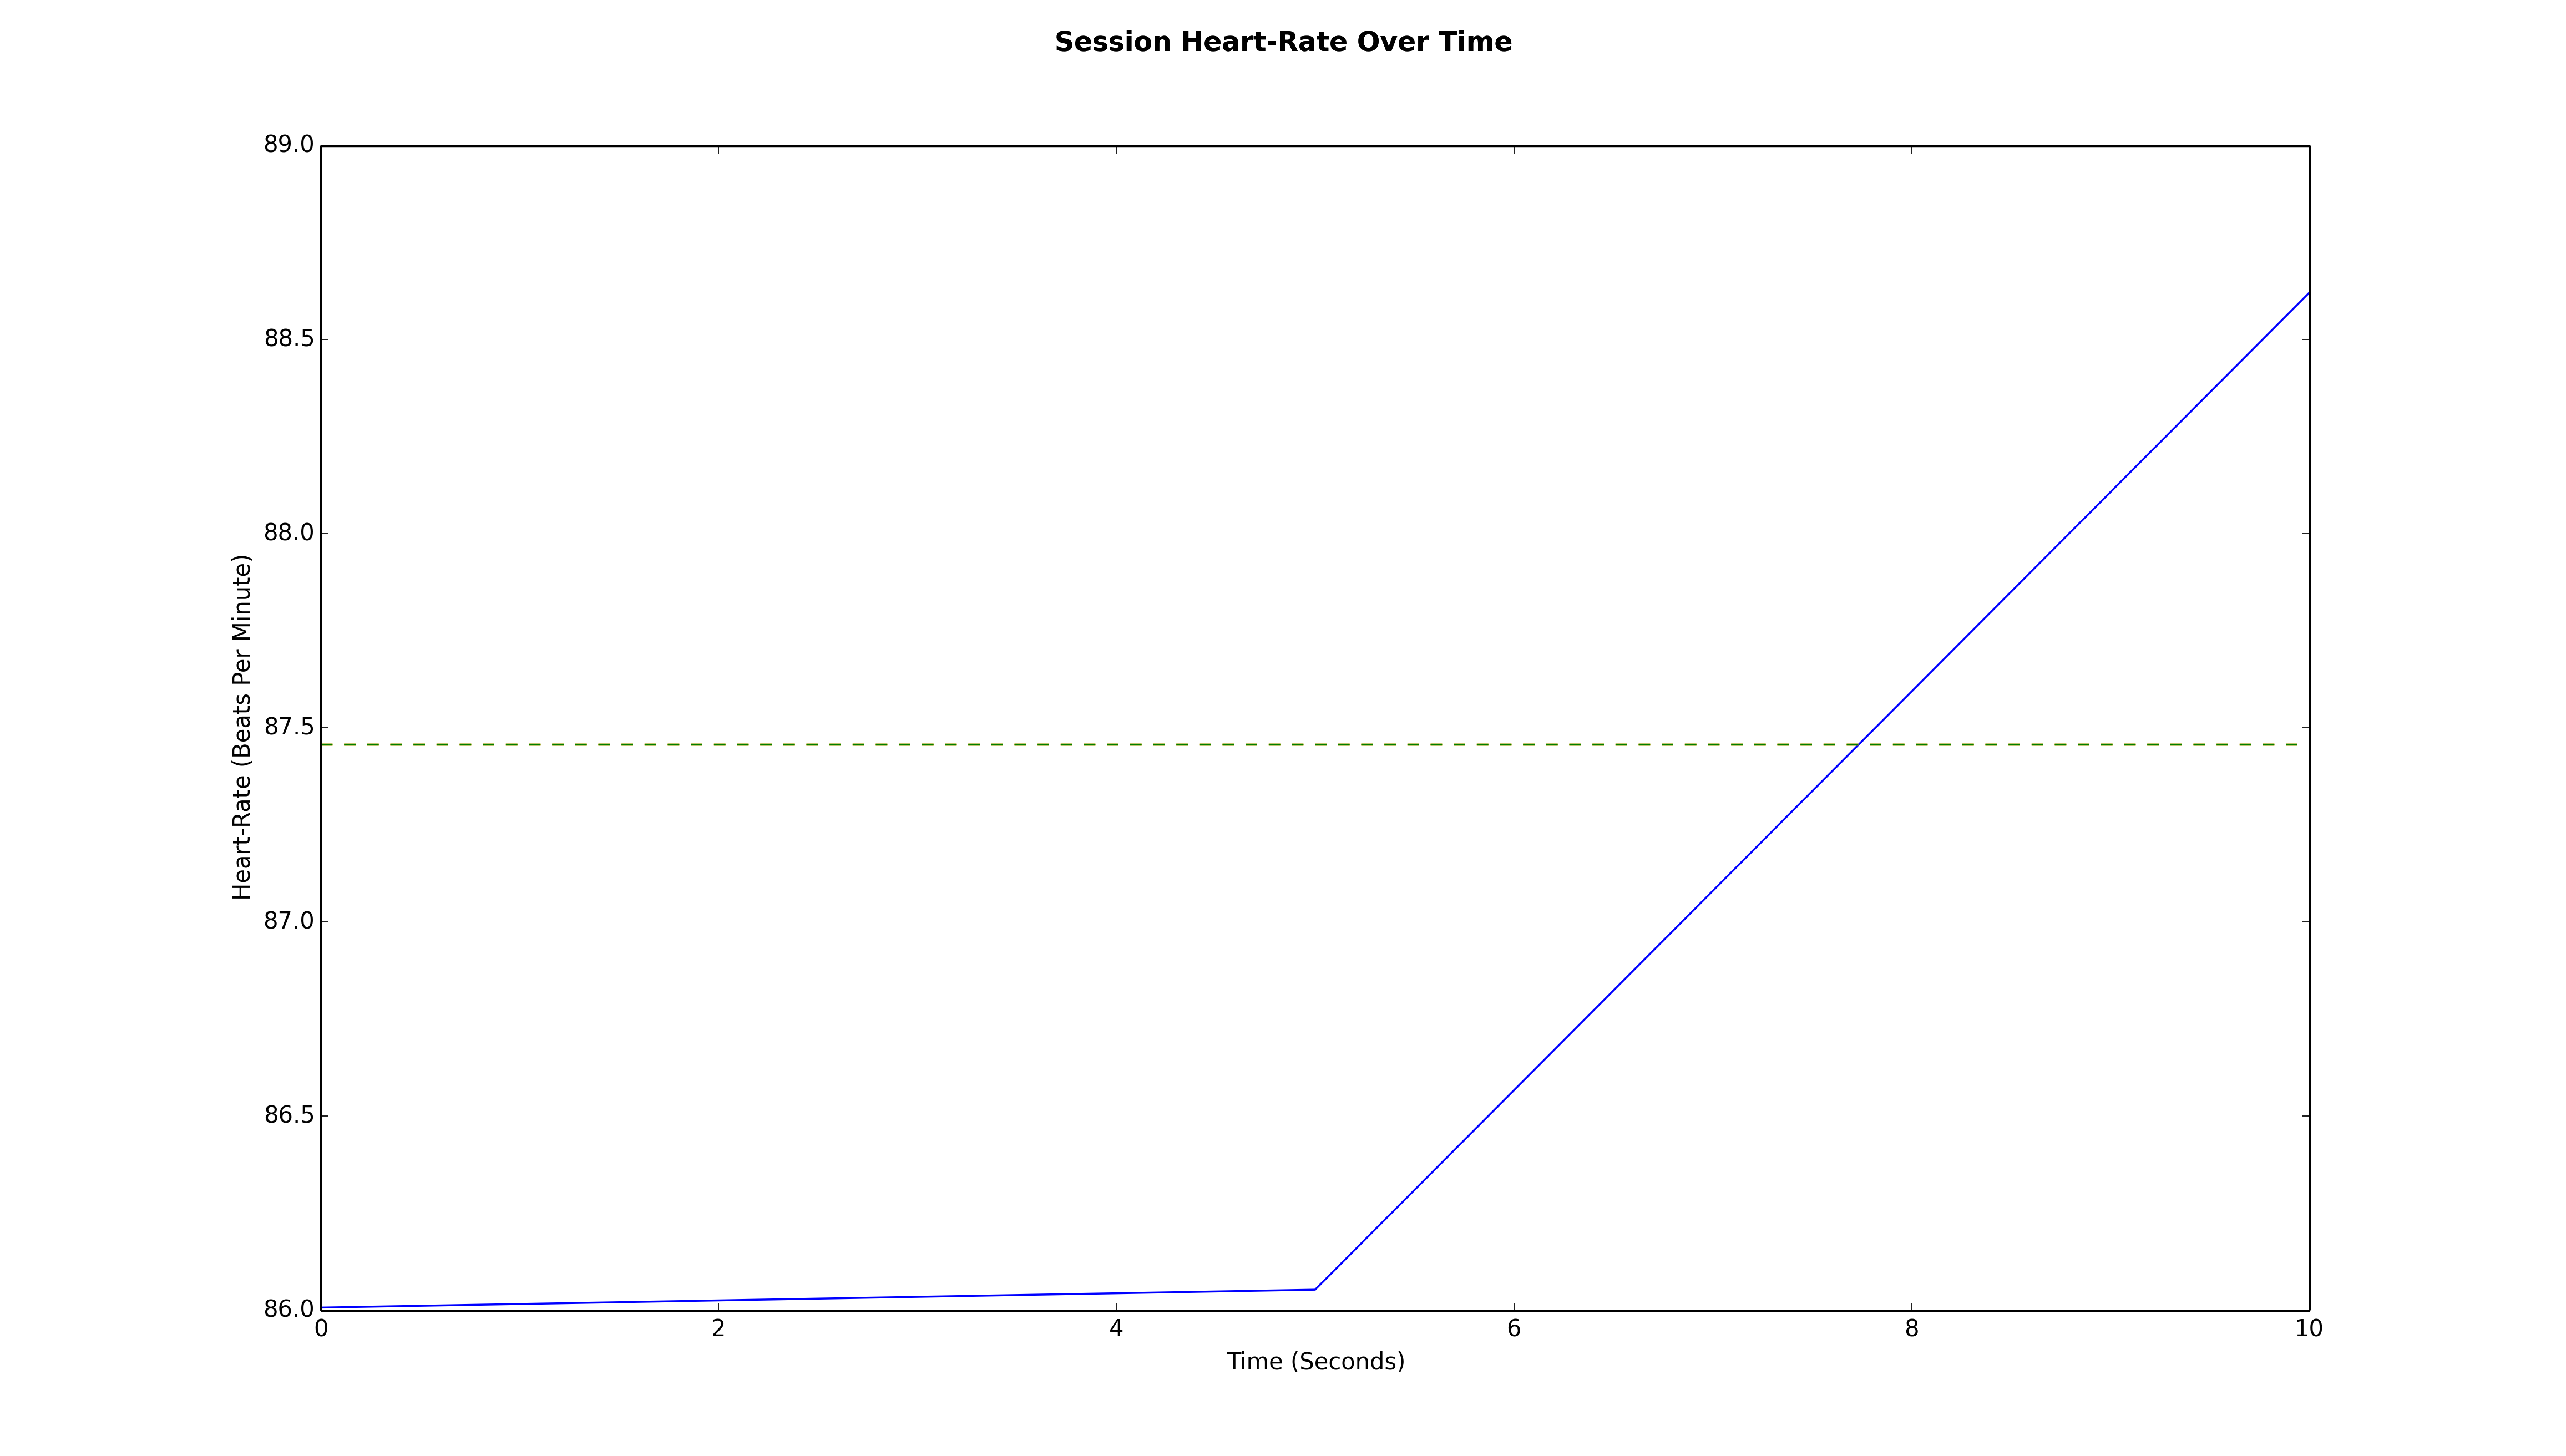 Session Heart-Rate Over Time
89.0
88.5
88.0
87.5
87.0
86.5
86.0
Heart-Rate (Beats Per Minute)
0 2 4 6 8 10
Time (Seconds)